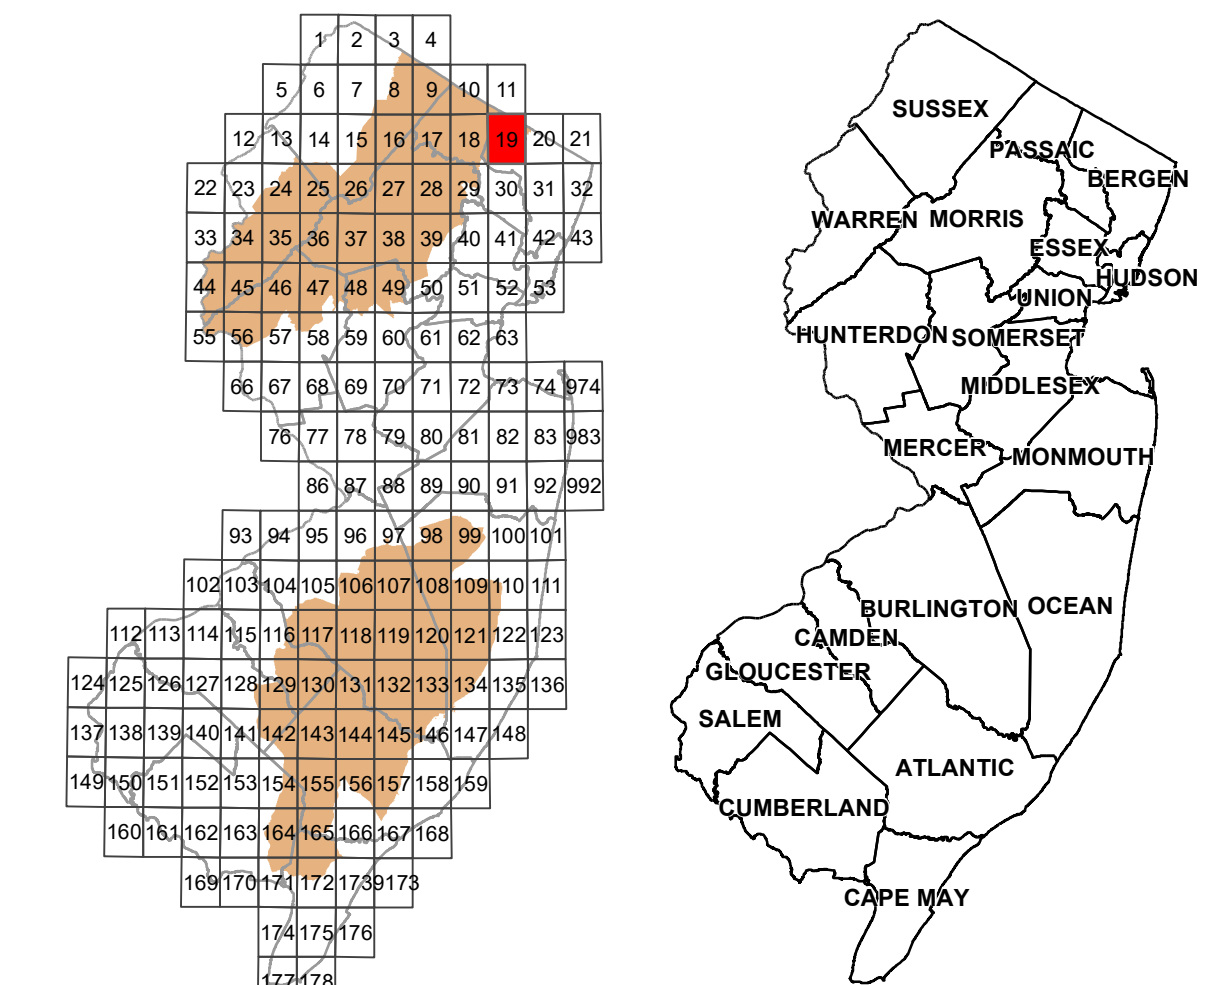 1 2 3 4
5 6 7 8 9 10 11
12 13 14 15 16 17 18 19 20 21
22 23 24 25 26 27 28 29 30 31 32
33 34 35 36 37 38 39 40 41 42 43
44 45 46 47 48 49 50 51 52 53
55 56 57 58 59 60 61 62 63
66 67 68 69 70 71 72 73 74 974
76 77 78 79 80 81 82 83 983
86 87 88 89 90 91 92 992
93 94 95 96 97 98 99 100 101
102 103 104 105 106 107 108 109 110 111
112 113 114 115 116 117 118 119 120 121 122 123
124 125 126 127 128 129 130 131 132 133 134 135 136
137 138 139 140 141 142 143 144 145 146 147 148
149 150 151 152 153 154 155 156 157 158 159
160 161 162 163 164 165 166 167 168
169 170 171 172 173 9173
174 175 176
177 178
SUSSEX
PASSAIC
BERGEN
WARREN
MORRIS
ESSEX
HUDSON
UNION
HUNTERDON
SOMERSET
MIDDLESEX
MERCER
MONMOUTH
BURLINGTON
OCEAN
CAMDEN
GLOUCESTER
SALEM
ATLANTIC
CUMBERLAND
CAPE MAY